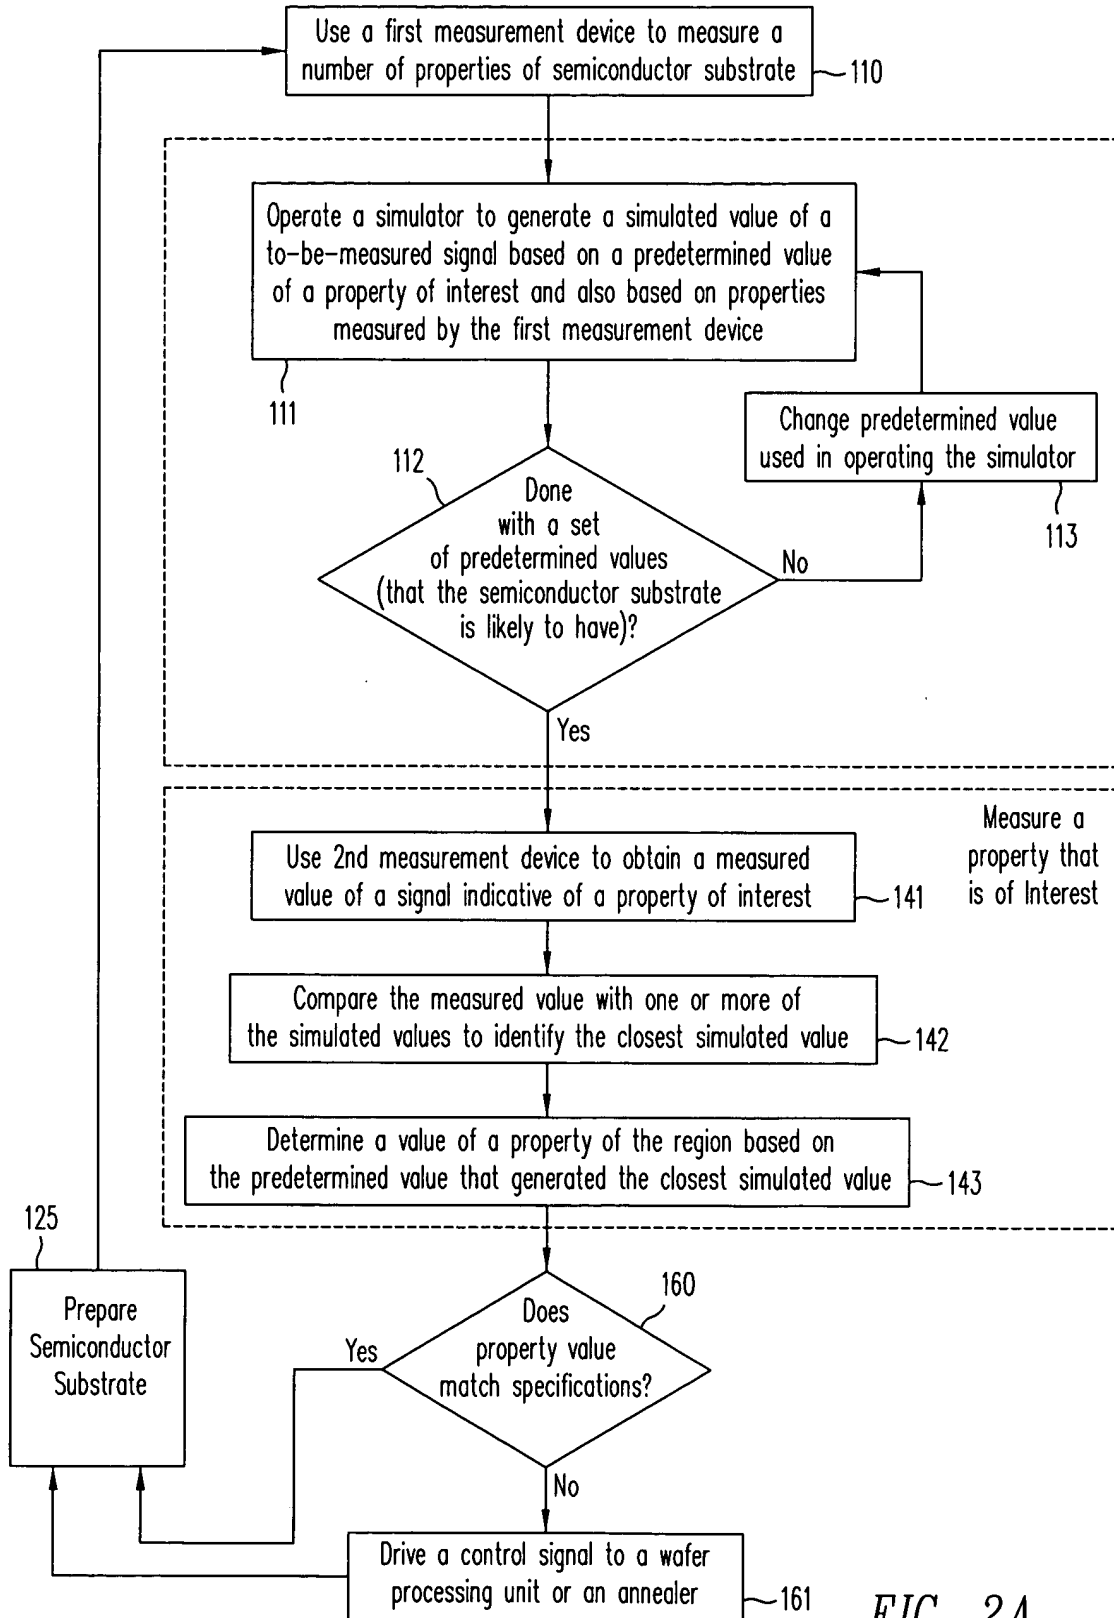 Use a first measurement device to measure a
number of properties of semiconductor substrate
110
Operate a simulator to generate a simulated value of a
to-be-measured signal based on a predetermined value
of a property of interest and also based on properties
measured by the first measurement device
111
Change predetermined value
used in operating the simulator
113
112
Done
with a set
of predetermined values
(that the semiconductor substrate
is likely to have)?
No
Yes
Measure a
property that
is of Interest
Use 2nd measurement device to obtain a measured
value of a signal indicative of a property of interest
141
Compare the measured value with one or more of
the simulated values to identify the closest simulated value
142
Determine a value of a property of the region based on
the predetermined value that generated the closest simulated value
143
125
Prepare
Semiconductor
Substrate
160
Does
property value
match specifications?
Yes
No
Drive a control signal to a wafer
processing unit or an annealer
161
FIG. 2A